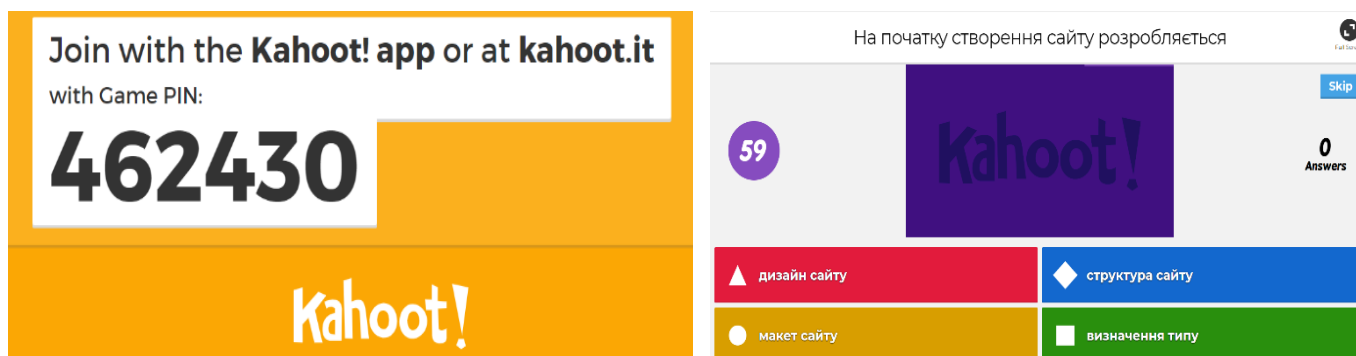 Join with the Kahoot! app or at kahoot.it
with Game PIN:
462430
Kahoot!
На початку створення сайту розробляється
Skip
59
Kahoot!
0
Answers
дизайн сайту
структура сайту
макет сайту
визначення типу